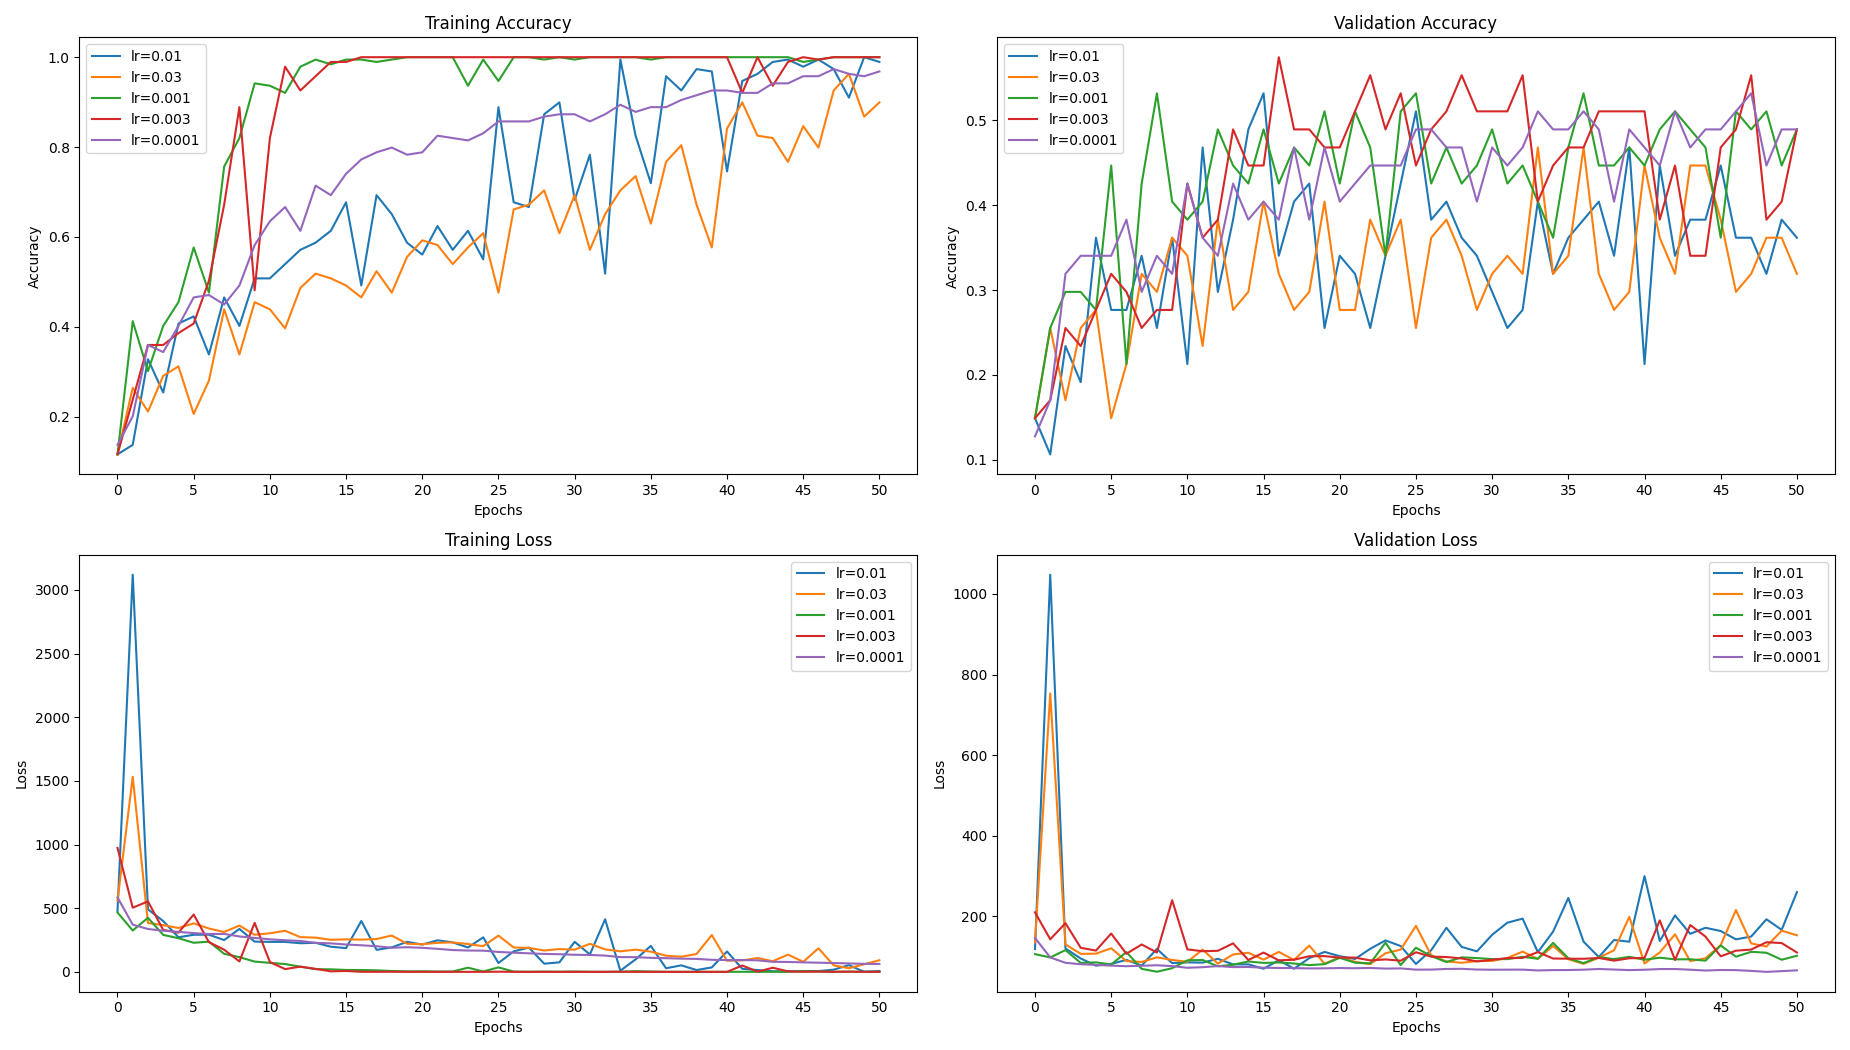 Training Accuracy
Accuracy
1.0
0.8
0.6
0.4
0.2
lr=0.01
lr=0.03
lr=0.001
lr=0.003
lr=0.0001
0 5 10 15 20 25 30 35 40 45 50
Epochs
Validation Accuracy
Accuracy
0.5
0.4
0.3
0.2
0.1
lr=0.01
lr=0.03
lr=0.001
lr=0.003
lr=0.0001
0 5 10 15 20 25 30 35 40 45 50
Epochs
Training Loss
Loss
3000
2500
2000
1500
1000
500
0
lr=0.01
lr=0.03
lr=0.001
lr=0.003
lr=0.0001
0 5 10 15 20 25 30 35 40 45 50
Epochs
Validation Loss
Loss
1000
800
600
400
200
lr=0.01
lr=0.03
lr=0.001
lr=0.003
lr=0.0001
0 5 10 15 20 25 30 35 40 45 50
Epochs